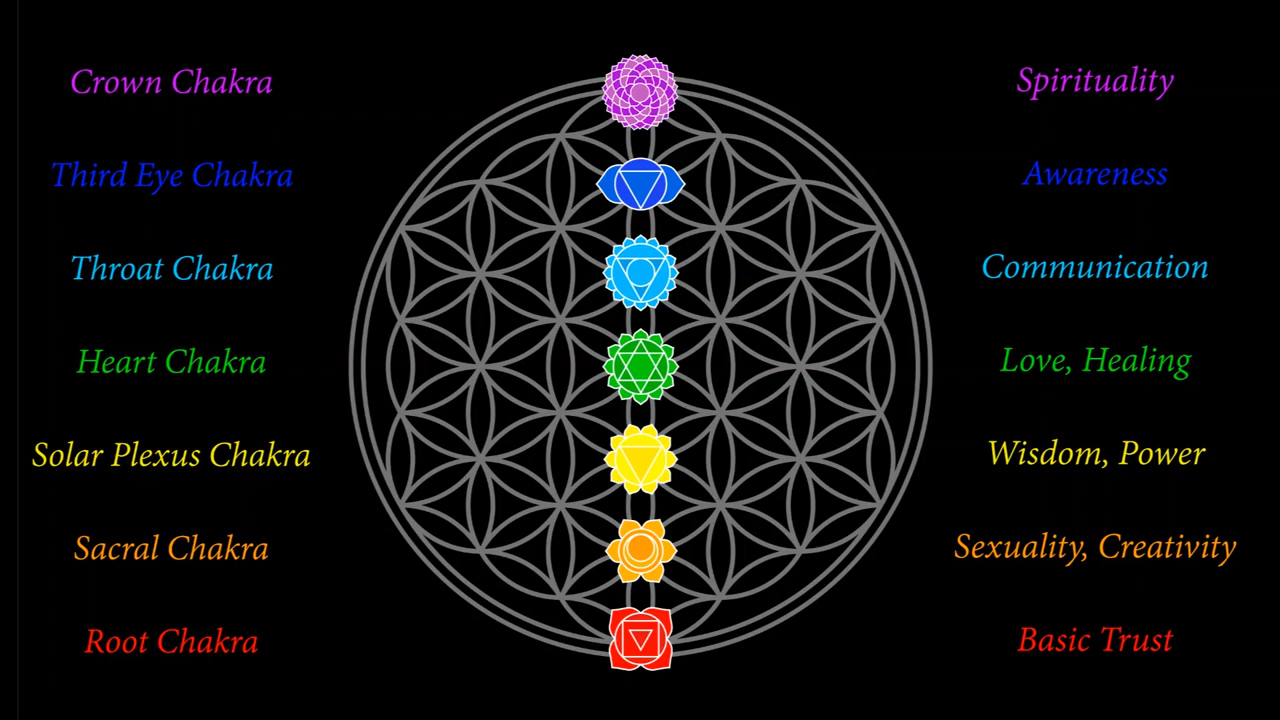 Crown Chakra
Spirituality
Third Eye Chakra
Awareness
Throat Chakra
Communication
Heart Chakra
Love, Healing
Solar Plexus Chakra
Wisdom, Power
Sacral Chakra
Sexuality, Creativity
Root Chakra
Basic Trust